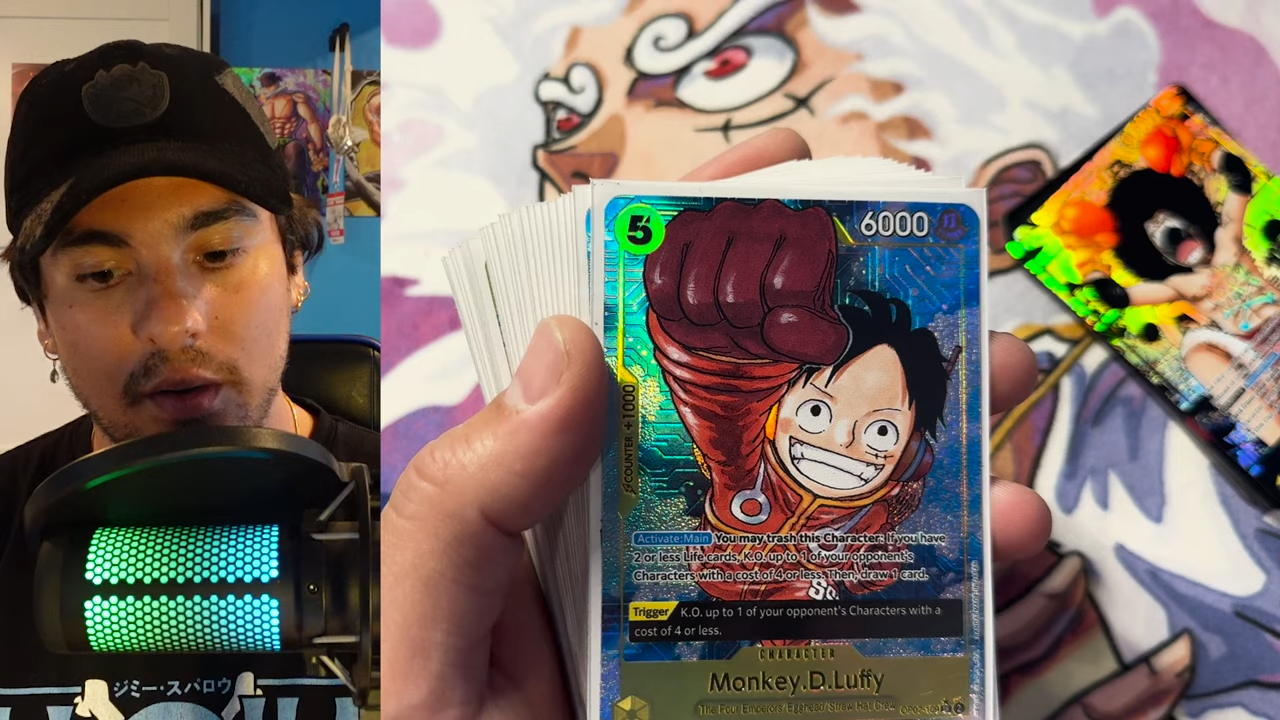 5
6000
COUNTER +1000
Activate: Main You may trash this Character: If you have
2 or less Life cards, K.O. up to 1 of your opponent's
Characters with a cost of 4 or less. Then, draw 1 card.
Trigger K.O. up to 1 of your opponent's Characters with a
cost of 4 or less.
CHARACTER
Monkey.D.Luffy
The Four Emperors/Egghead/Straw Hat Crew
ジミー・スパロウ